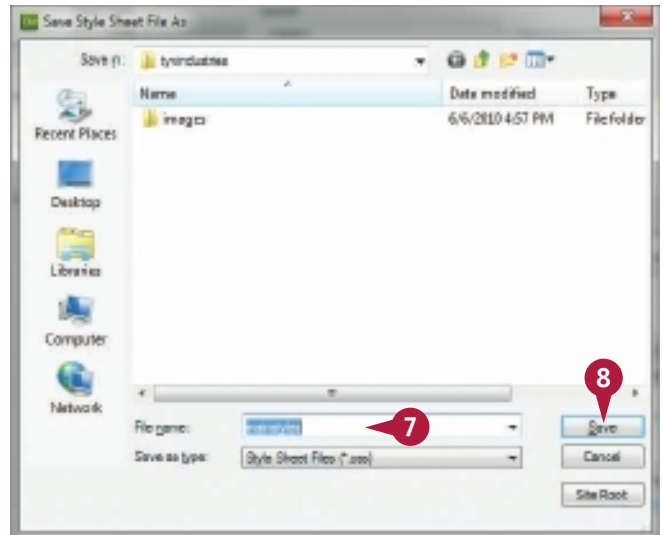 Save Style Sheet File As
Save in:
Name
Date modified
Type
images
6/6/2010 4:57 PM
File folder
Recent Places
Desktop
Libraries
Computer
Network
8
File name:
7
Save
Save as type:
Style Sheet Files (*.css)
Cancel
Site Root